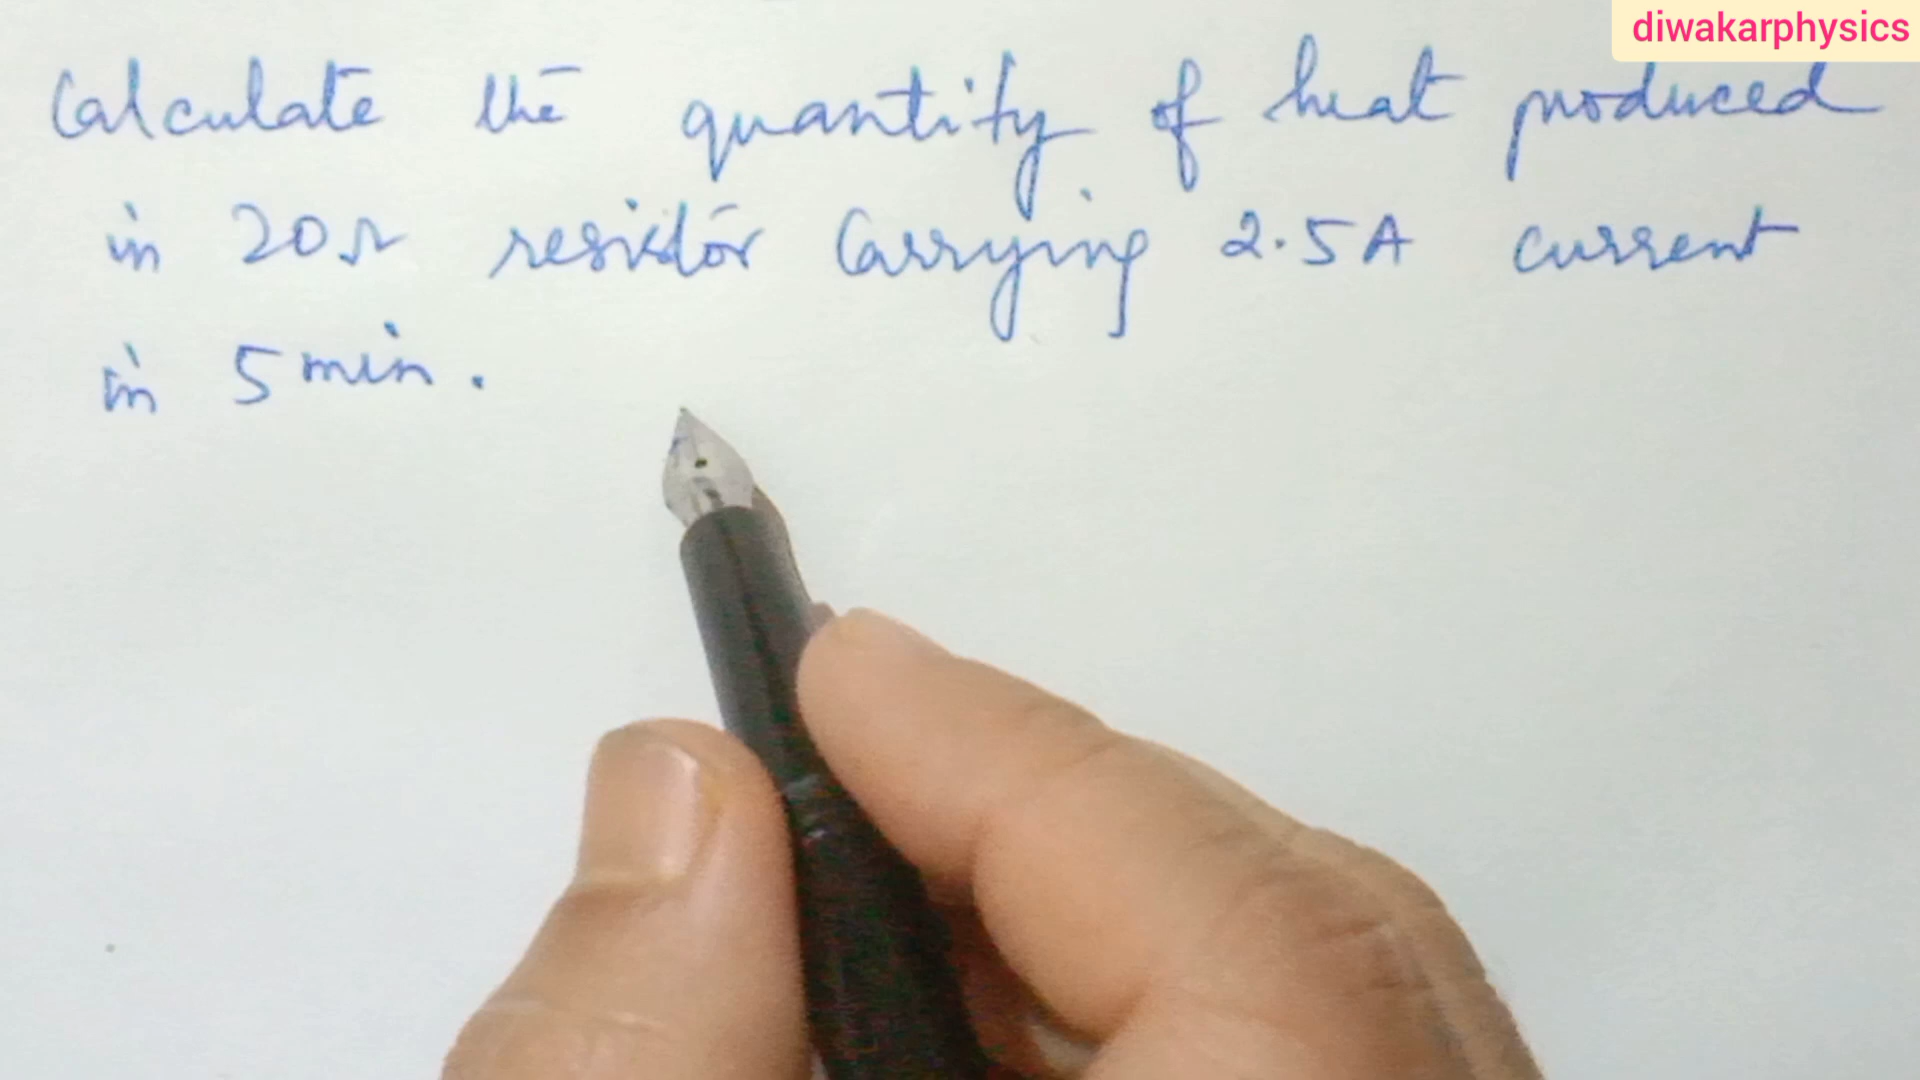 diwakarphysics
Calculate the quantity of heat produced
in 20Ω resistor Carrying 2.5A current
in 5 min.